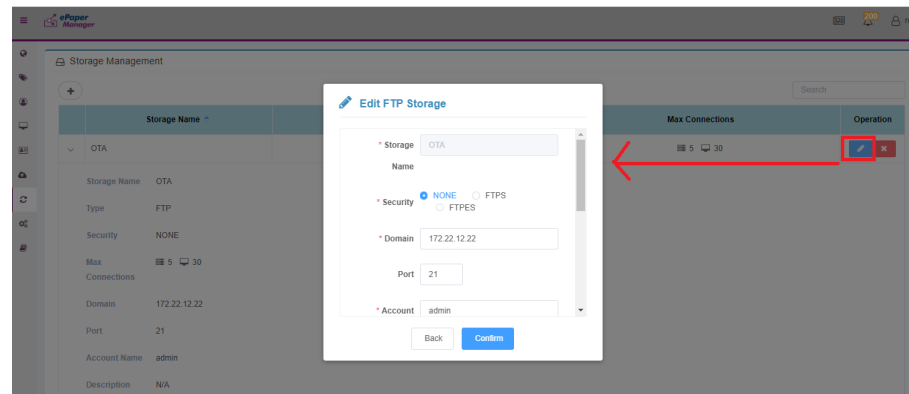 ePaper
Manager
200
Storage Management
+
Search
Storage Name
Max Connections
Operation
OTA
5 30
Storage Name OTA
Type FTP
Security NONE
Max
Connections
5 30
Domain 172.22.12.22
Port 21
Account Name admin
Description N/A
Edit FTP Storage
* Storage
Name
OTA
* Security
NONE FTPS
FTPES
* Domain 172.22.12.22
Port 21
* Account admin
Back Confirm